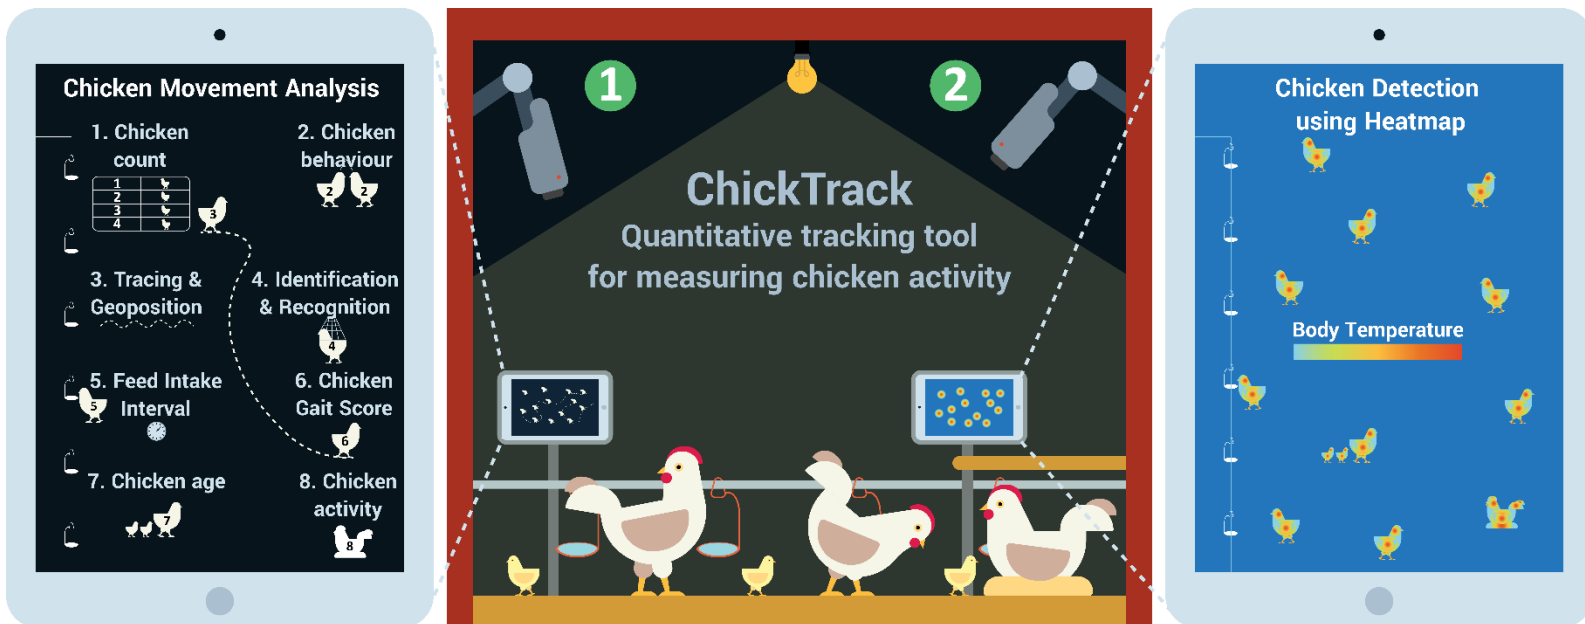 Chicken Movement Analysis
1. Chicken
count
2. Chicken
behaviour
1
2
3
4
3
2 2
3. Tracing &
Geoposition
4. Identification
& Recognition
4
5. Feed Intake
Interval
5
6. Chicken
Gait Score
6
7. Chicken age
7
8. Chicken
activity
8
1
2
ChickTrack
Quantitative tracking tool
for measuring chicken activity
Chicken Detection
using Heatmap
Body Temperature